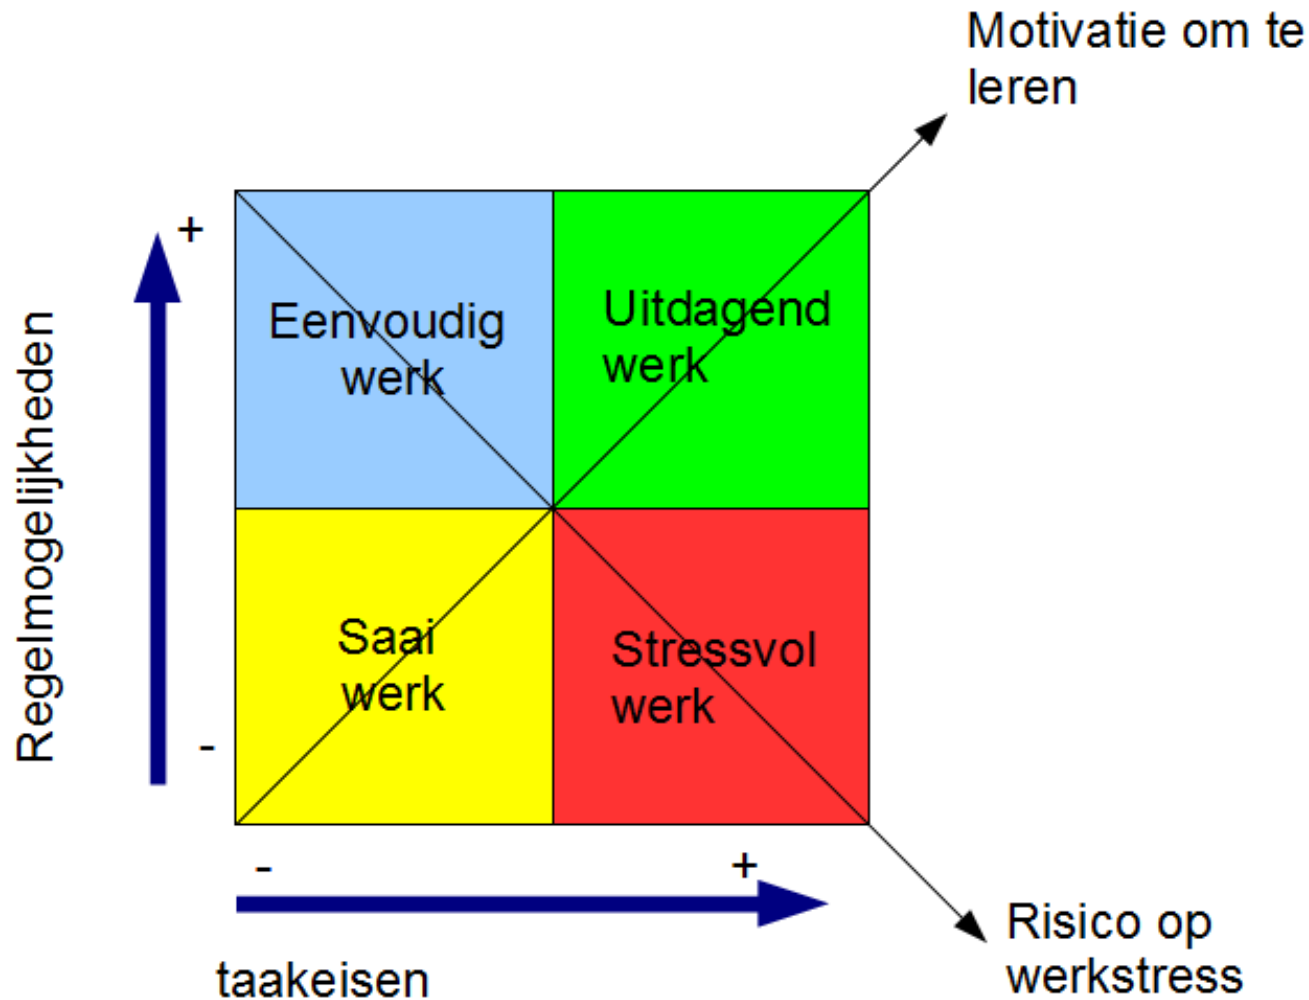 Motivatie om te
leren
+
Eenvoudig
werk
Uitdagend
werk
Regelmogelijkheden
Saai
werk
Stressvol
werk
-
- +
taakeisen
Risico op
werkstress